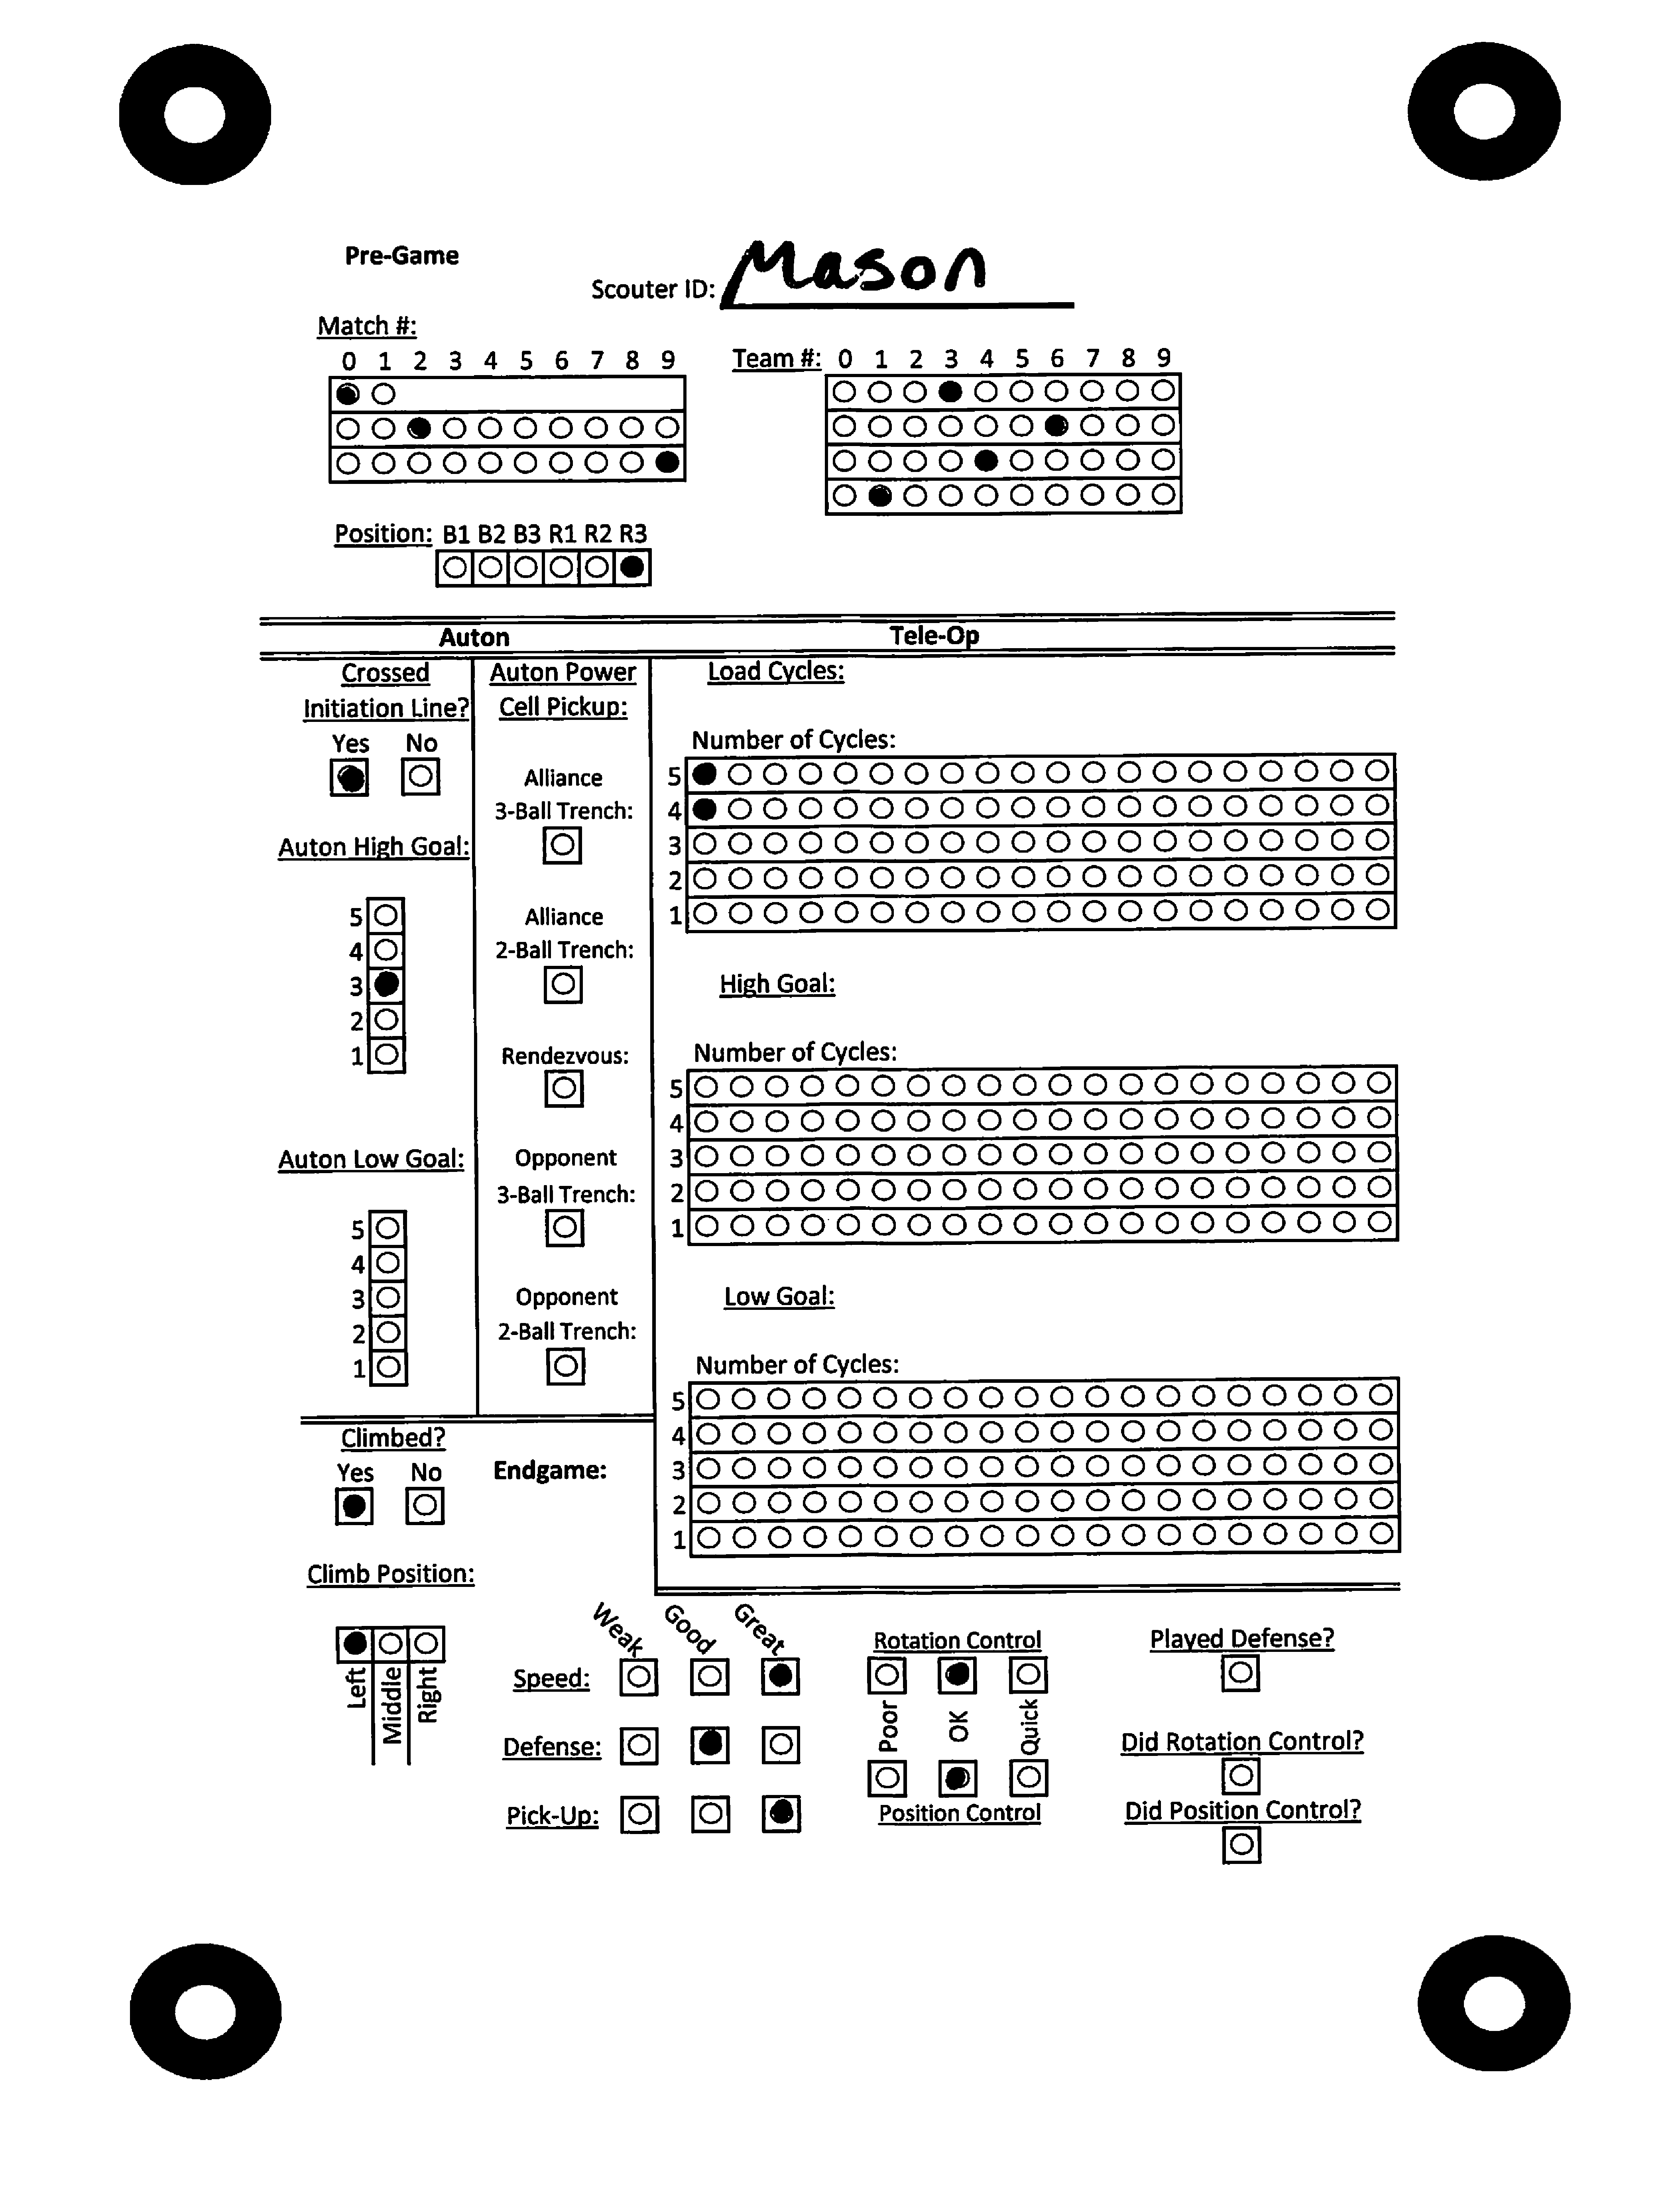 Pre-Game
Scouter ID: Mason
Match #:
0 1 2 3 4 5 6 7 8 9
Team #: 0 1 2 3 4 5 6 7 8 9
Position: B1 B2 B3 R1 R2 R3
Auton
Tele-Op
Crossed
Initiation Line?
Yes No
Auton High Goal:
5
4
3
2
1
Auton Low Goal:
5
4
3
2
1
Auton Power
Cell Pickup:
Alliance
3-Ball Trench:
Alliance
2-Ball Trench:
Rendezvous:
Opponent
3-Ball Trench:
Opponent
2-Ball Trench:
Load Cycles:
Number of Cycles:
5
4
3
2
1
High Goal:
Number of Cycles:
5
4
3
2
1
Low Goal:
Number of Cycles:
5
4
3
2
1
Climbed?
Yes No
Endgame:
Climb Position:
Left
Middle
Right
Weak Good Great
Speed:
Defense:
Pick-Up:
Rotation Control
Poor OK Quick
Position Control
Played Defense?
Did Rotation Control?
Did Position Control?